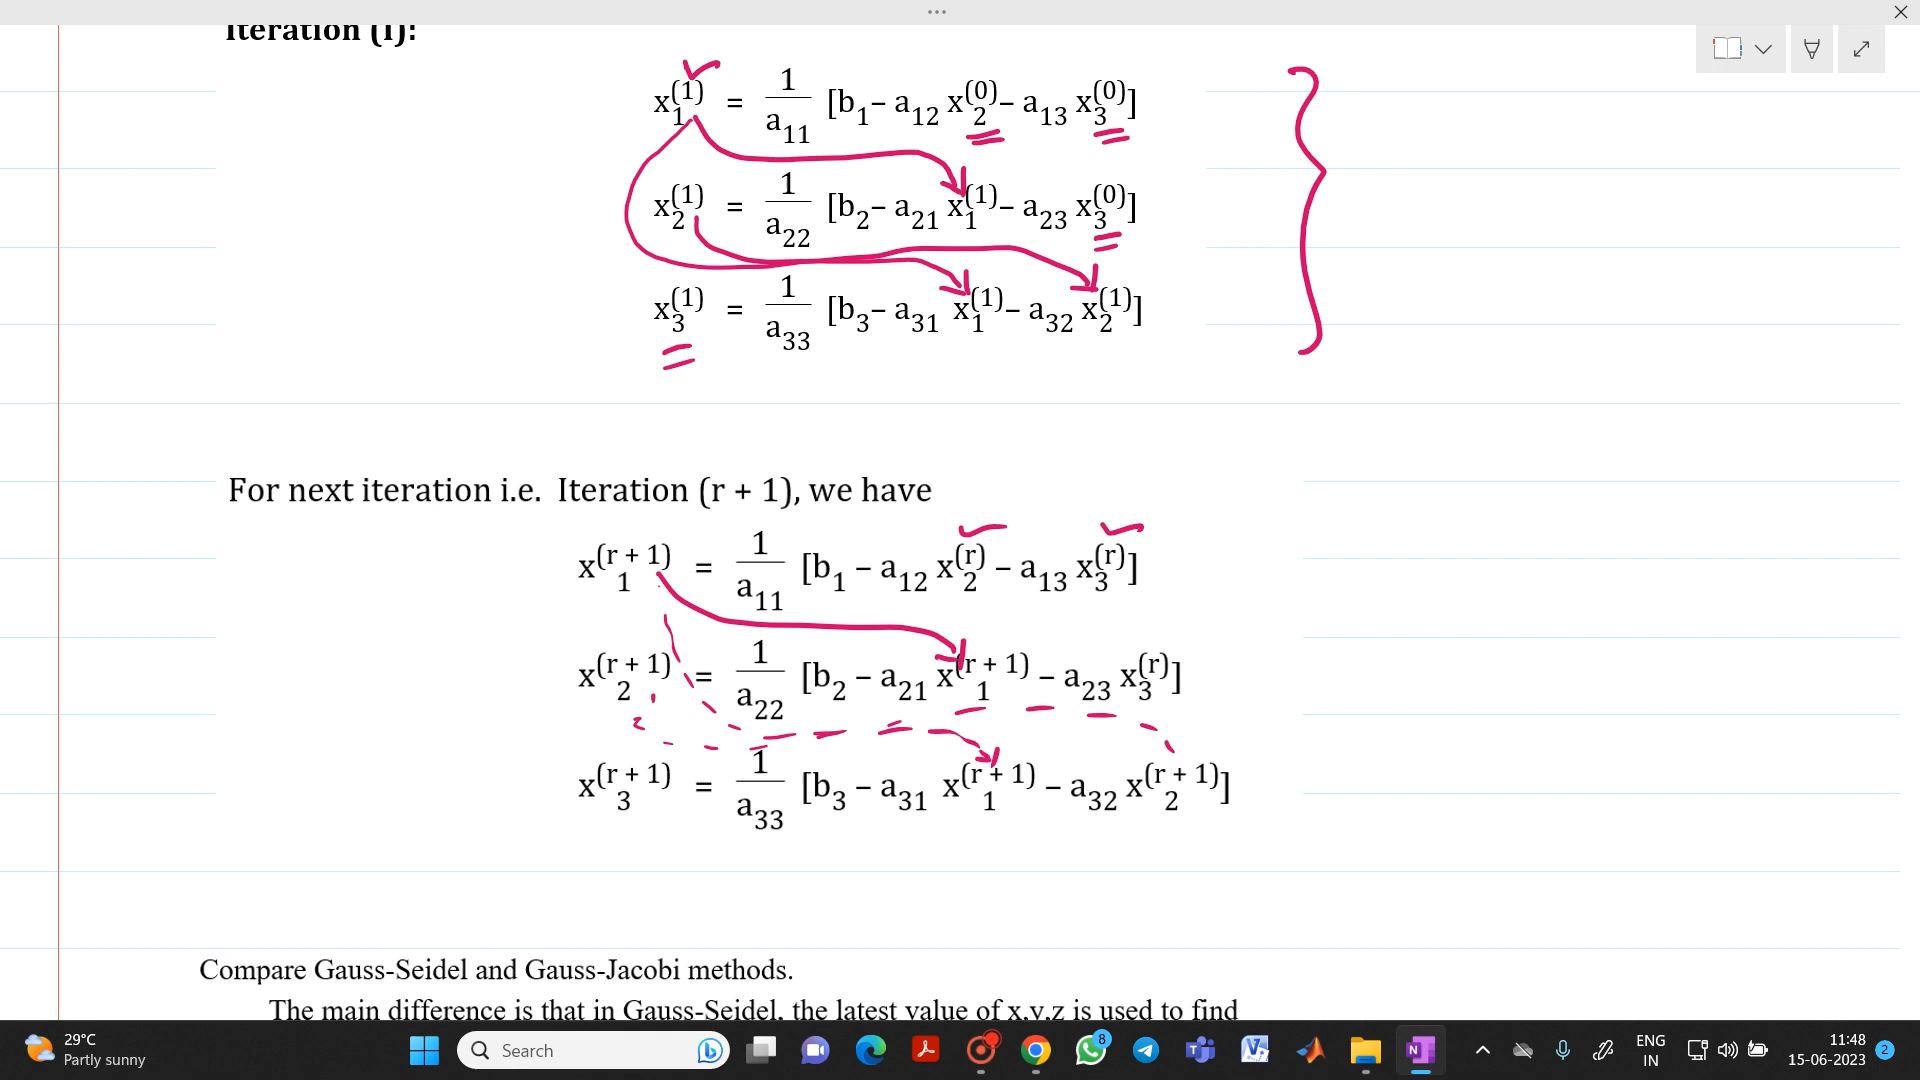 Iteration (I):
x₁⁽¹⁾ = 1/a₁₁ [b₁– a₁₂ x₂⁽⁰⁾– a₁₃ x₃⁽⁰⁾]
x₂⁽¹⁾ = 1/a₂₂ [b₂– a₂₁ x₁⁽¹⁾– a₂₃ x₃⁽⁰⁾]
x₃⁽¹⁾ = 1/a₃₃ [b₃– a₃₁ x₁⁽¹⁾– a₃₂ x₂⁽¹⁾]
For next iteration i.e. Iteration (r + 1), we have
x₁⁽ʳ ⁺ ¹⁾ = 1/a₁₁ [b₁ – a₁₂ x₂⁽ʳ⁾ – a₁₃ x₃⁽ʳ⁾]
x₂⁽ʳ ⁺ ¹⁾ = 1/a₂₂ [b₂ – a₂₁ x₁⁽ʳ ⁺ ¹⁾ – a₂₃ x₃⁽ʳ⁾]
x₃⁽ʳ ⁺ ¹⁾ = 1/a₃₃ [b₃ – a₃₁ x₁⁽ʳ ⁺ ¹⁾ – a₃₂ x₂⁽ʳ ⁺ ¹⁾]
Compare Gauss-Seidel and Gauss-Jacobi methods.
The main difference is that in Gauss-Seidel, the latest value of x,y,z is used to find
29°C
Partly sunny
Search
8
ENG
IN
11:48
15-06-2023
2